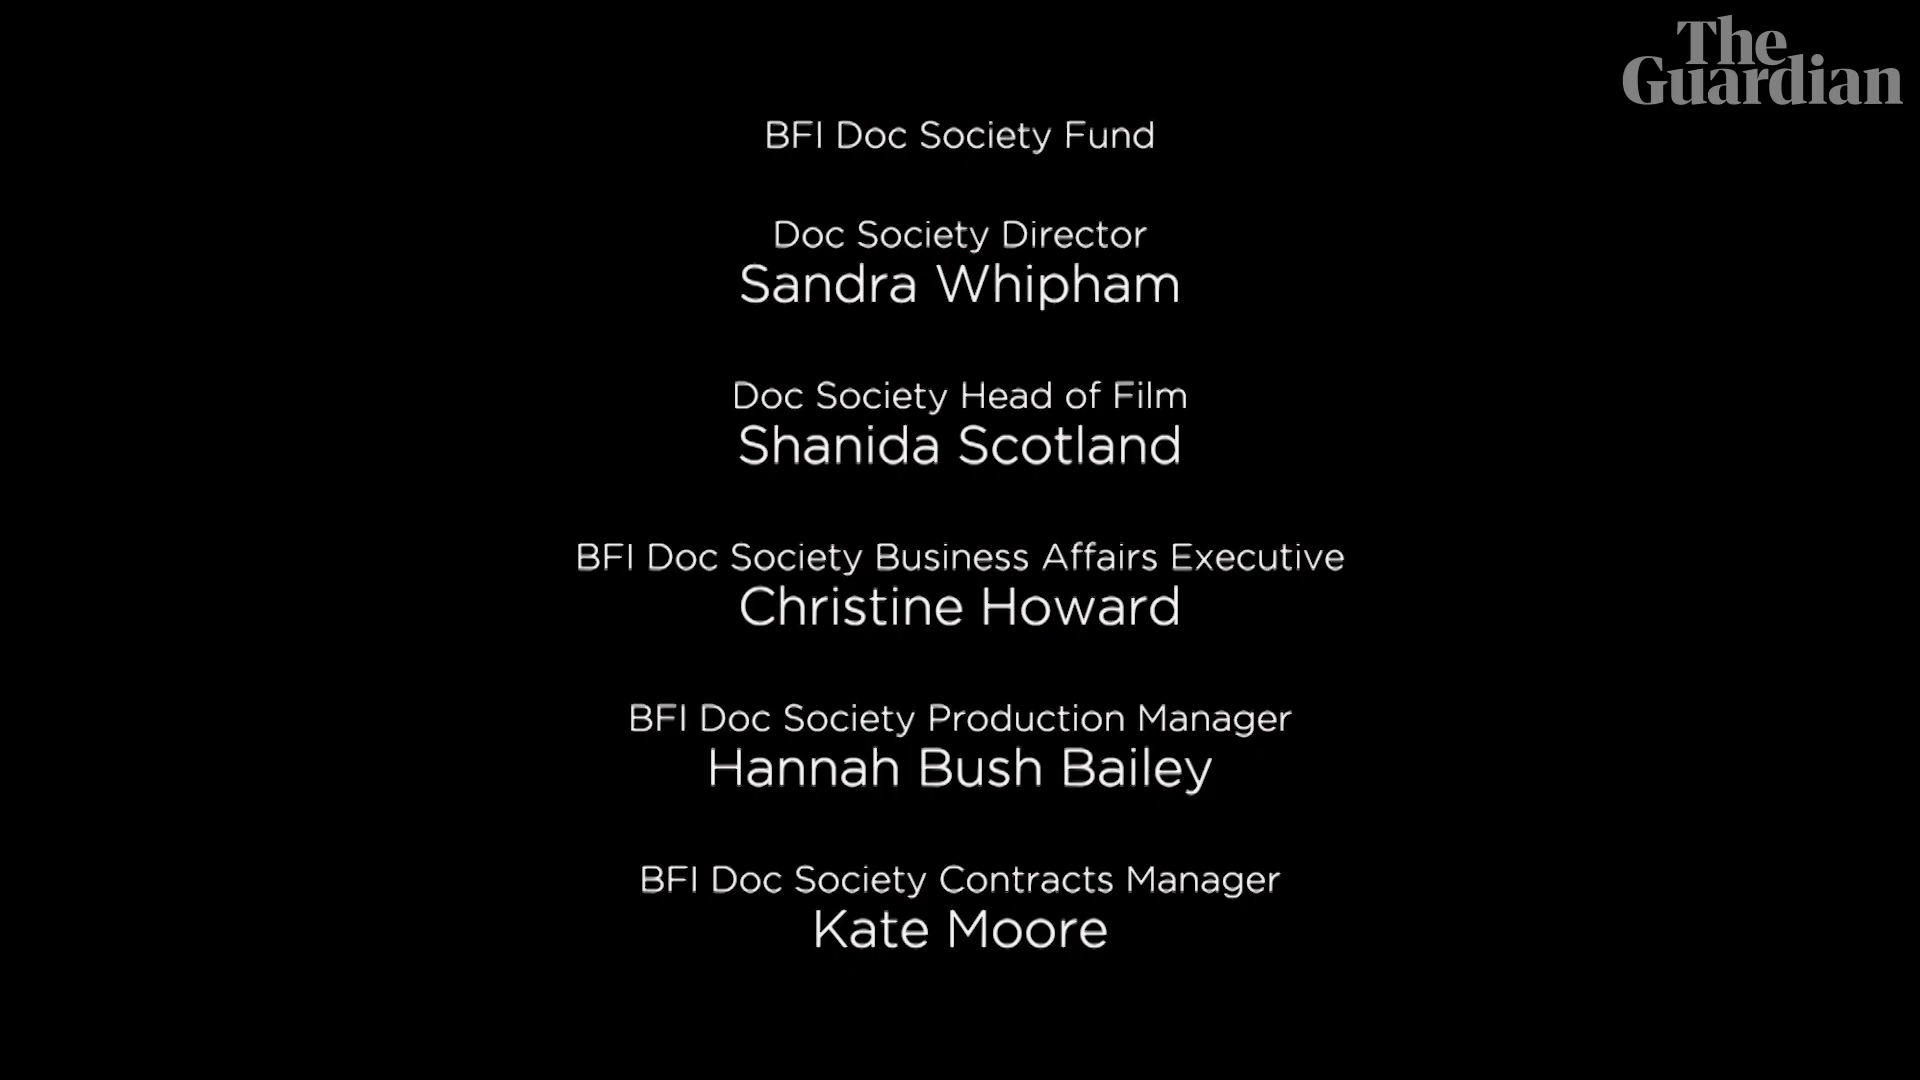 The
Guardian
BFI Doc Society Fund
Doc Society Director
Sandra Whipham
Doc Society Head of Film
Shanida Scotland
BFI Doc Society Business Affairs Executive
Christine Howard
BFI Doc Society Production Manager
Hannah Bush Bailey
BFI Doc Society Contracts Manager
Kate Moore